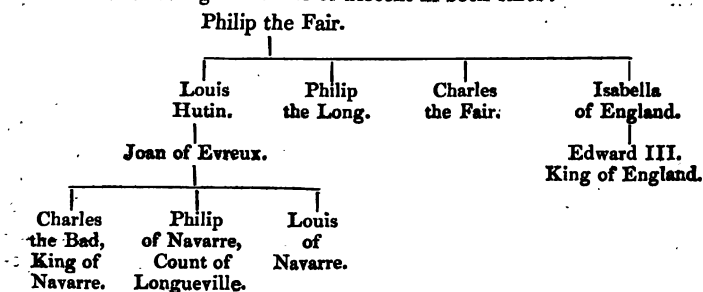 Philip the Fair.
Louis Hutin.
Philip the Long.
Charles the Fair.
Isabella of England.
Joan of Evreux.
Edward III. King of England.
Charles the Bad, King of Navarre.
Philip of Navarre, Count of Longueville.
Louis of Navarre.